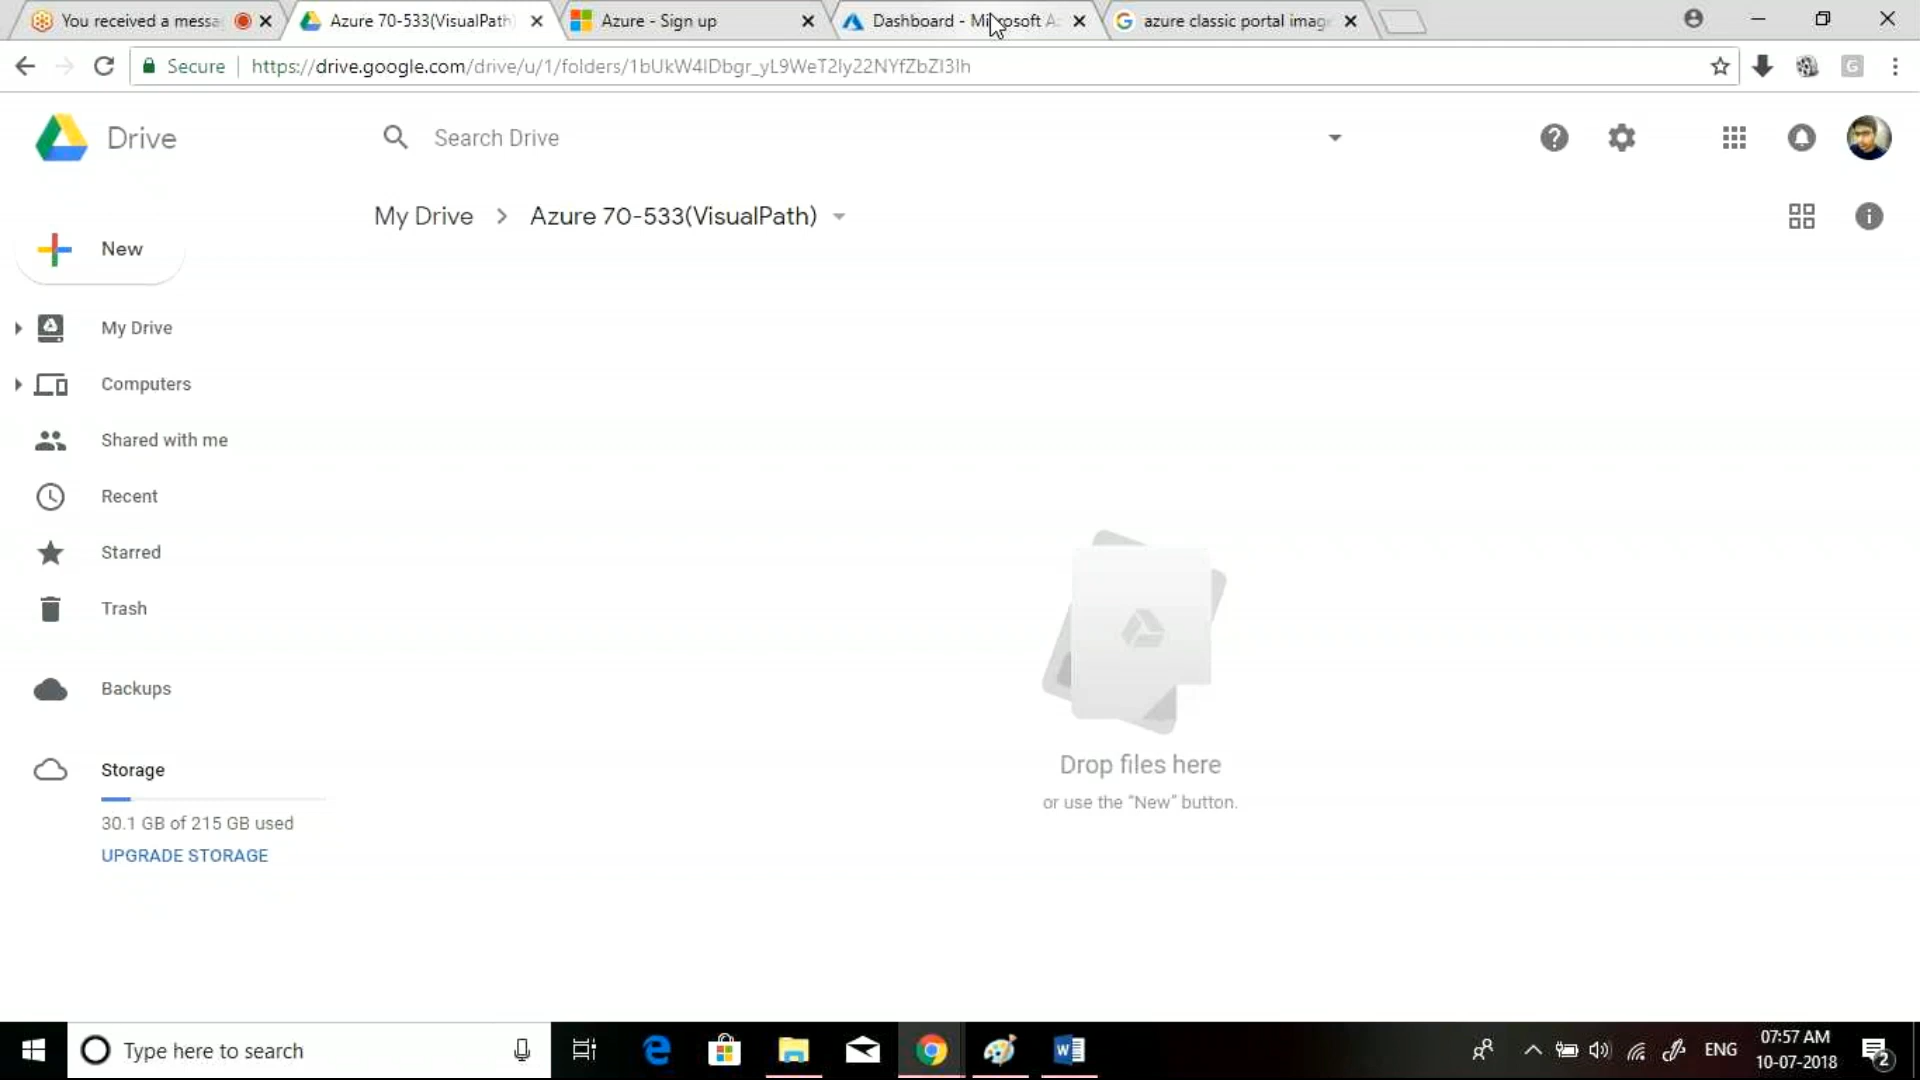 You received a messa
Azure 70-533(VisualPath)
Azure - Sign up
Dashboard - Microsoft A
azure classic portal imag
Secure
https://drive.google.com/drive/u/1/folders/1bUkW4lDbgr_yL9WeT2ly22NYfZbZI3lh
G
Drive
Search Drive
My Drive > Azure 70-533(VisualPath)
New
My Drive
Computers
Shared with me
Recent
Starred
Trash
Backups
Storage
30.1 GB of 215 GB used
UPGRADE STORAGE
Drop files here
or use the “New” button.
Type here to search
ENG
07:57 AM
10-07-2018
2